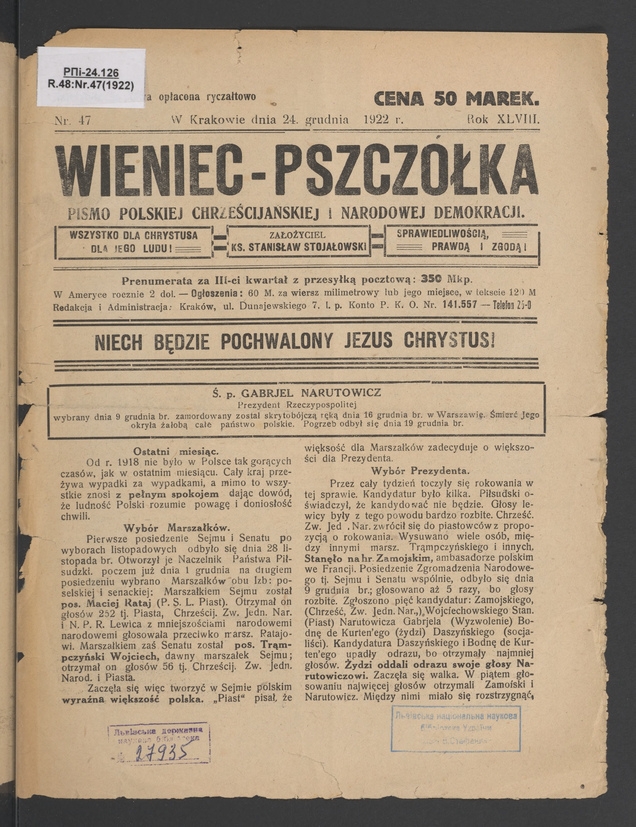 РПі-24.126
R.48:Nr.47(1922)
opłacona ryczałtowo
CENA 50 MAREK.
Nr. 47
W Krakowie dnia 24. grudnia 1922 r.
Rok XLVIII.
WIENIEC-PSZCZÓŁKA
PISMO POLSKIEJ CHRZEŚCIJANSKIEJ I NARODOWEJ DEMOKRACJI.
WSZYSTKO DLA CHRYSTUSA
DLA JEGO LUDU!
ZAŁOŻYCIEL
KS. STANISŁAW STOJAŁOWSKI
SPRAWIEDLIWOŚCIĄ,
PRAWDĄ I ZGODĄ!
Prenumerata za III-ci kwartał z przesyłką pocztową: 350 Mkp.
W Ameryce rocznie 2 dol. — Ogłoszenia: 60 M. za wiersz milimetrowy lub jego miejsce, w tekscie 120 M
Redakcja i Administracja: Kraków, ul. Dunajewskiego 7, I. p. Konto P. K. O. Nr. 141.557 — Telefon 25-9
NIECH BĘDZIE POCHWALONY JEZUS CHRYSTUS!
Ś. p. GABRJEL NARUTOWICZ
Prezydent Rzeczypospolitej
wybrany dnia 9 grudnia br. zamordowany został skrytobójczą ręką dnia 16 grudnia br. w Warszawie. Śmierć jego
okryła żałobą całe państwo polskie. Pogrzeb odbył się dnia 19 grudnia br.
Ostatni miesiąc.
Od r. 1918 nie było w Polsce tak gorących
czasów, jak w ostatnim miesiącu. Cały kraj prze-
żywa wypadki za wypadkami, a mimo to wszy-
stkie znosi z pełnym spokojem dając dowód,
że ludność Polski rozumie powagę i doniosłość
chwili.
Wybór Marszałków.
Pierwsze posiedzenie Sejmu i Senatu po
wyborach listopadowych odbyło się dnia 28 li-
stopada br. Otworzył je Naczelnik Państwa Pił-
sudzki. poczem już dnia 1 grudnia na drugiem
posiedzeniu wybrano Marszałków obu Izb: po-
selskiej i senackiej; Marszałkiem Sejmu został
pos. Maciej Rataj (P. S. L. Piast). Otrzymał on
głosów 252 tj. Piasta, Chrześcij. Zw. Jedn. Nar.
i N. P. R. Lewica z mniejszościami narodowemi
narodowemi głosowała przeciwko marsz. Ratajo-
wi. Marszałkiem zaś Senatu został pos. Trąm-
pczyński Wojciech, dawny marszałek Sejmu;
otrzymał on głosów 56 tj. Chrześcij. Zw. Jedn.
Narod. i Piasta.
Zaczęła się więc tworzyć w Sejmie polskim
wyraźna większość polska. „Piast" pisał, że
większość dla Marszałków zadecyduje o większo-
ści dla Prezydenta.
Wybór Prezydenta.
Przez cały tydzień toczyły się rokowania w
tej sprawie. Kandydatur było kilka. Piłsudski o-
świadczył, że kandydować nie będzie. Głosy le-
wicy były z tego powodu bardzo rozbite. Chrześć.
Zw. Jed. Nar. zwrócił się do piastowców z propo-
zycją o rokowania. Wysuwano wiele osób, mię-
dzy innymi marsz. Trąmpczyńskiego i innych.
Stanęło na hr. Zamojskim, ambasadorze polskim
we Francji. Posiedzenie Zgromadzenia Narodowe-
go tj. Sejmu i Senatu wspólnie, odbyło się dnia
9 grudnia br.; głosowano aż 5 razy, bo głosy
rozbite. Zgłoszono pięć kandydatur: Zamojskiego,
(Chrześć. Zw. Jedn. Nar.), Wojciechowskiego Stan.
(Piast) Narutowicza Gabrjela (Wyzwolenie) Bo-
dnę de Kurten'ego (żydzi) Daszyńskiego (socja-
liści). Kandydatura Daszyńskiego i Bodnę de Kur-
ten'ego upadły odrazu, bo otrzymały najmniej
głosów. Żydzi oddali odrazu swoje głosy Na-
rutowiczowi. Zaczęła się walka. W piątem gło-
sowaniu najwięcej głosów otrzymali Zamojski i
Narutowicz. Między nimi miało się rozstrzygnąć,
Львівська державна
наукова бібліотека
27935
Львівська національна наукова
бібліотека України